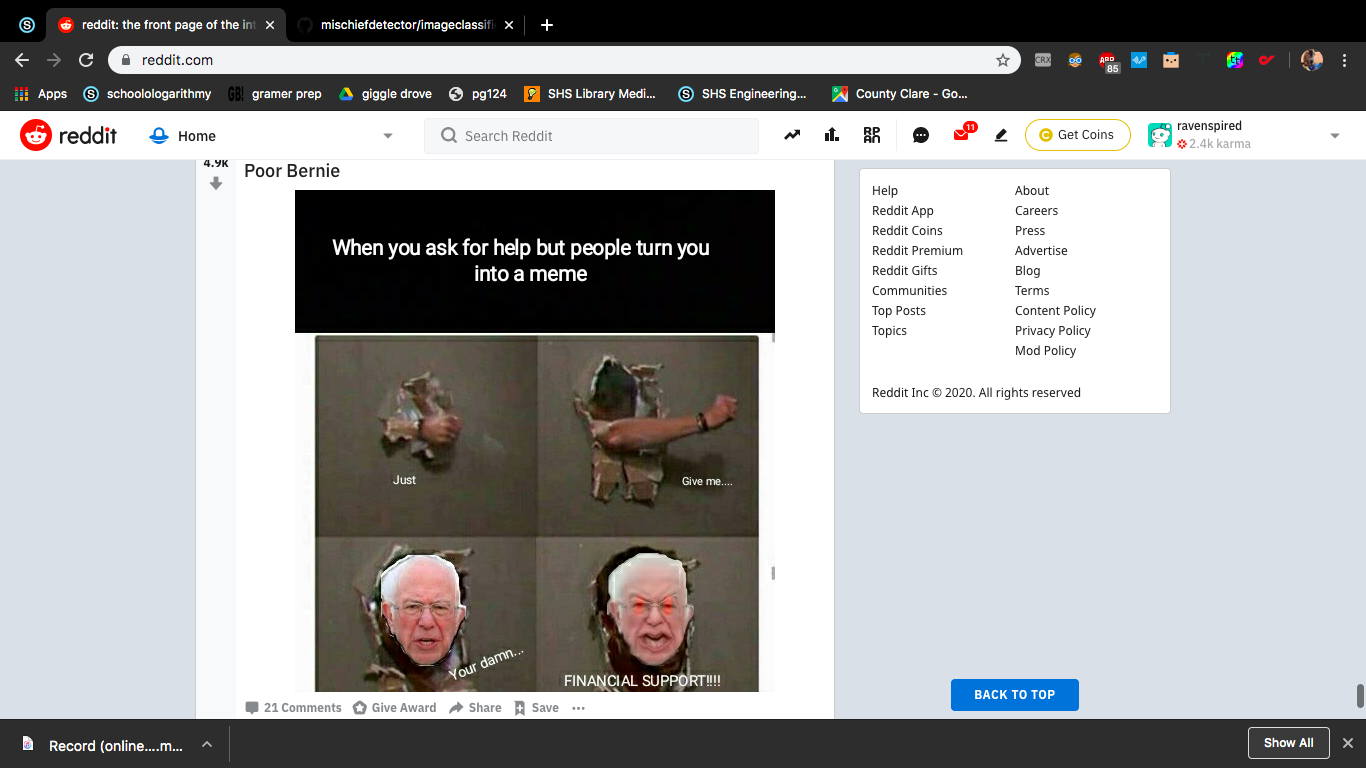 reddit: the front page of the int
mischiefdetector/imageclassifi
reddit.com
CRX
ABP
85
Apps
schoologarithmy
GB!
gramer prep
giggle drove
pg124
SHS Library Medi...
SHS Engineering...
County Clare - Go...
reddit
Home
Search Reddit
11
Get Coins
ravenspired
2.4k karma
4.9k
Poor Bernie
When you ask for help but people turn you
into a meme
Just
Give me....
Your damn...
FINANCIAL SUPPORT!!!!
21 Comments
Give Award
Share
Save
Help
About
Reddit App
Careers
Reddit Coins
Press
Reddit Premium
Advertise
Reddit Gifts
Blog
Communities
Terms
Top Posts
Content Policy
Topics
Privacy Policy
Mod Policy
Reddit Inc © 2020. All rights reserved
BACK TO TOP
Record (online....m...
Show All